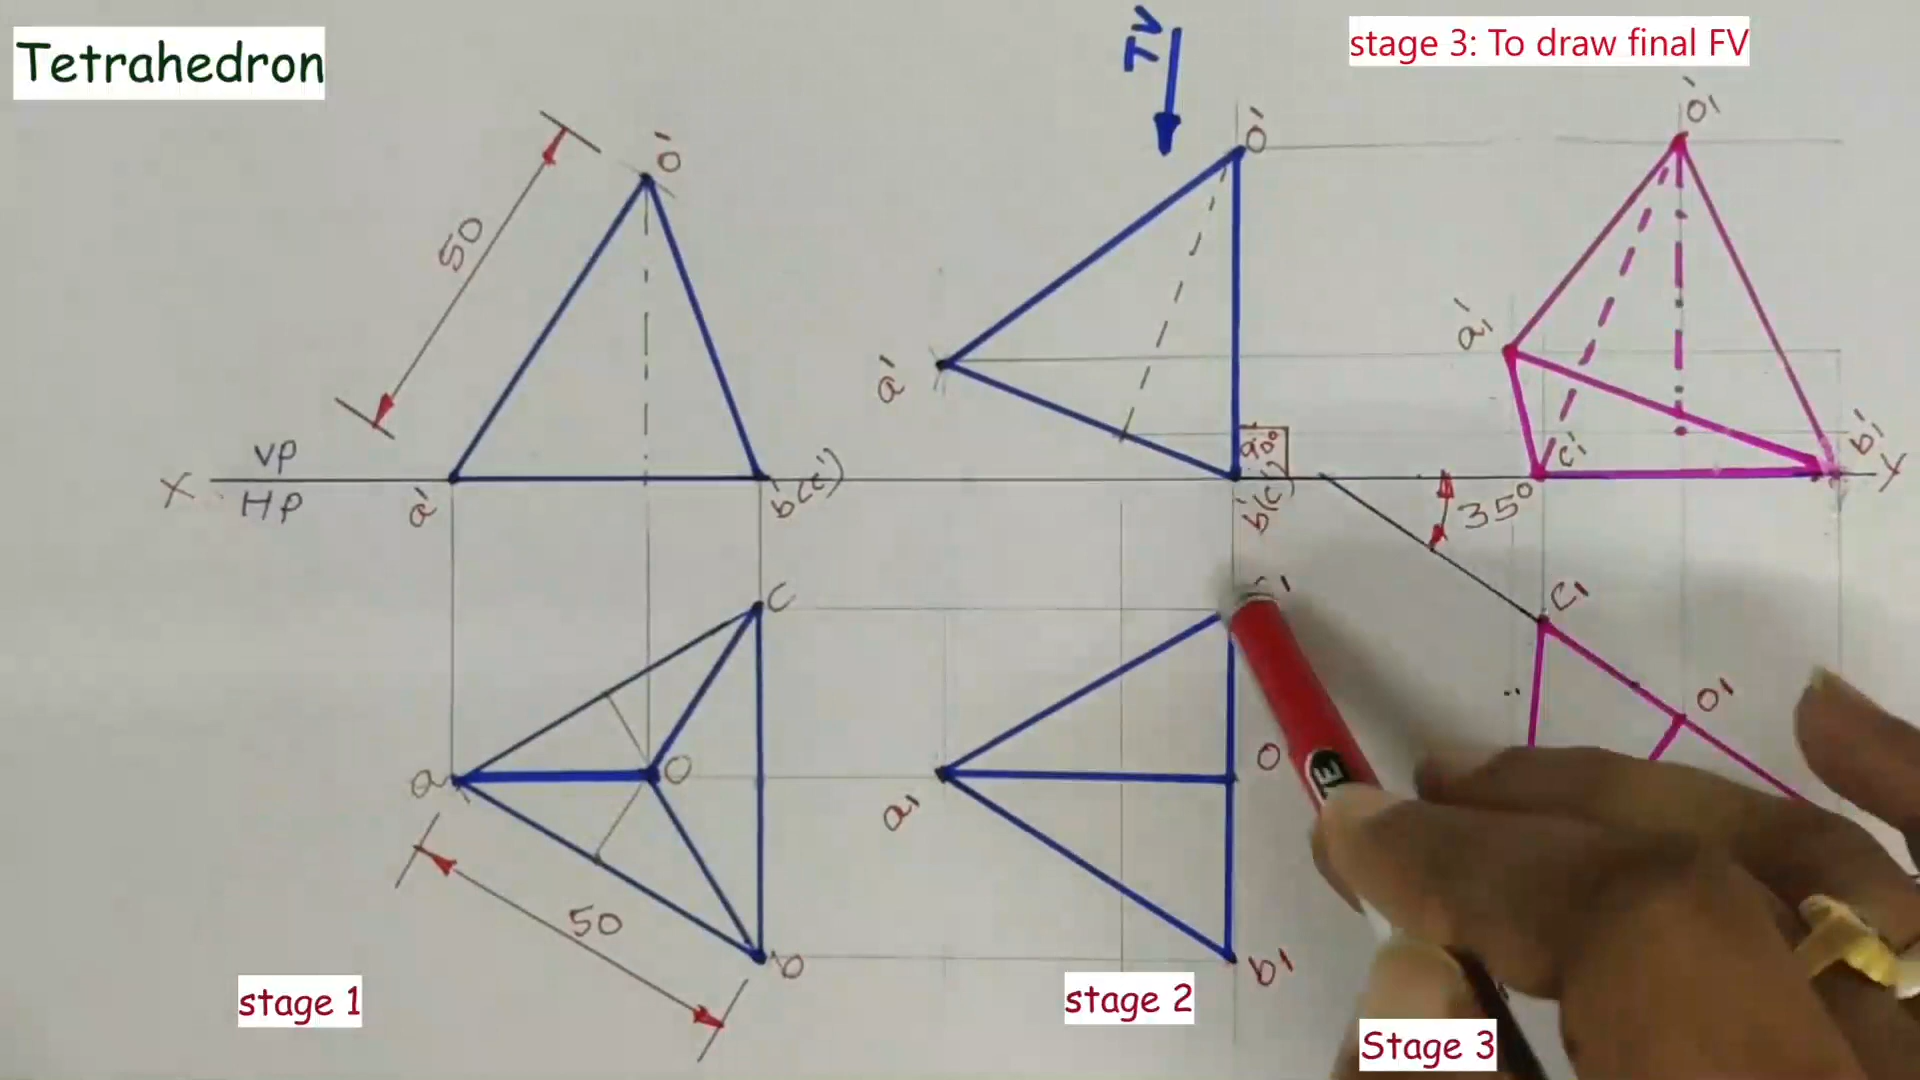 Tetrahedron
stage 3: To draw final FV
TV
o'
50
VP
X
HP
a'
b'(c')
o'
a'
90°
b'(c')
o1'
a1'
c1'
b1'
Y
35°
c
a
o
50
b
a1
o
b1
c1
o1
stage 1
stage 2
Stage 3